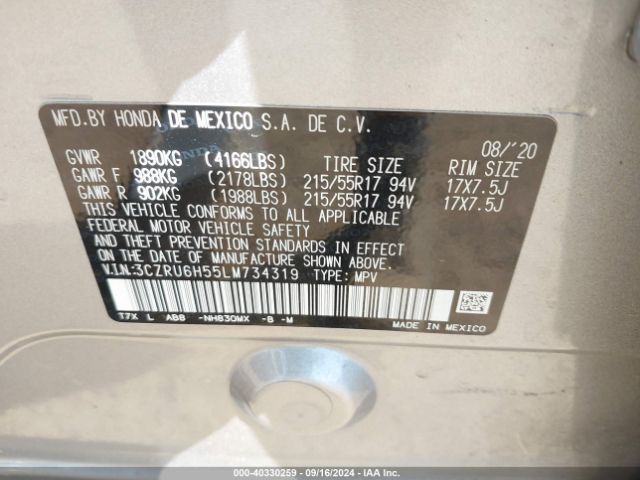 MFD.BY HONDA DE MEXICO S.A. DE C.V.
08/'20
GVWR 1890KG (4166LBS) TIRE SIZE RIM SIZE
GAWR F 988KG (2178LBS) 215/55R17 94V 17X7.5J
GAWR R 902KG (1988LBS) 215/55R17 94V 17X7.5J
THIS VEHICLE CONFORMS TO ALL APPLICABLE
FEDERAL MOTOR VEHICLE SAFETY
AND THEFT PREVENTION STANDARDS IN EFFECT
ON THE DATE OF MANUFACTURE SHOWN ABOVE.
V.I.N:3CZRU6H55LM734319 TYPE: MPV
T7X L ABB -NH830MX -B -M
MADE IN MEXICO
000-40330259 - 09/16/2024 - IAA Inc.